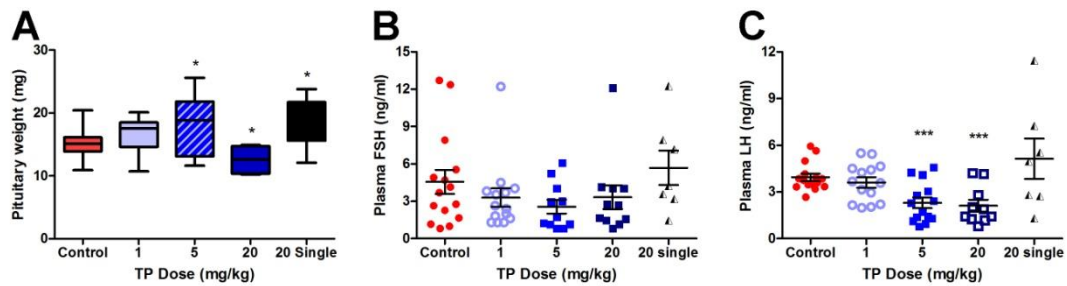 A
Pituitary weight (mg)
30
20
10
0
*
*
*
Control 1 5 20 20 Single
TP Dose (mg/kg)
B
Plasma FSH (ng/ml)
15
12
9
6
3
0
Control 1 5 20 20 single
TP Dose (mg/kg)
C
Plasma LH (ng/ml)
12
9
6
3
0
*** ***
Control 1 5 20 20 single
TP Dose (mg/kg)